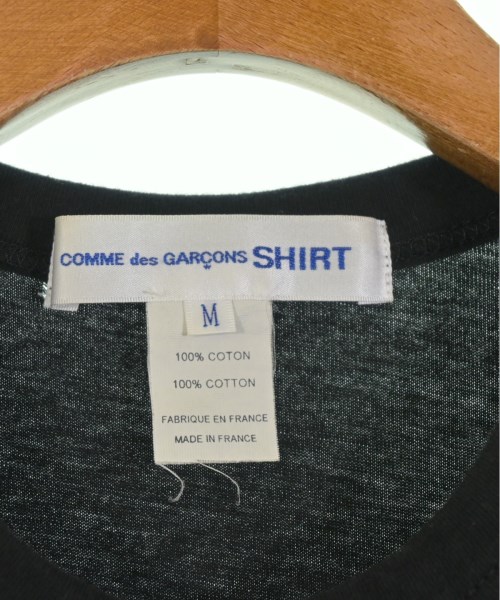 COMME des GARÇONS SHIRT
M
100% COTON
100% COTTON
FABRIQUE EN FRANCE
MADE IN FRANCE